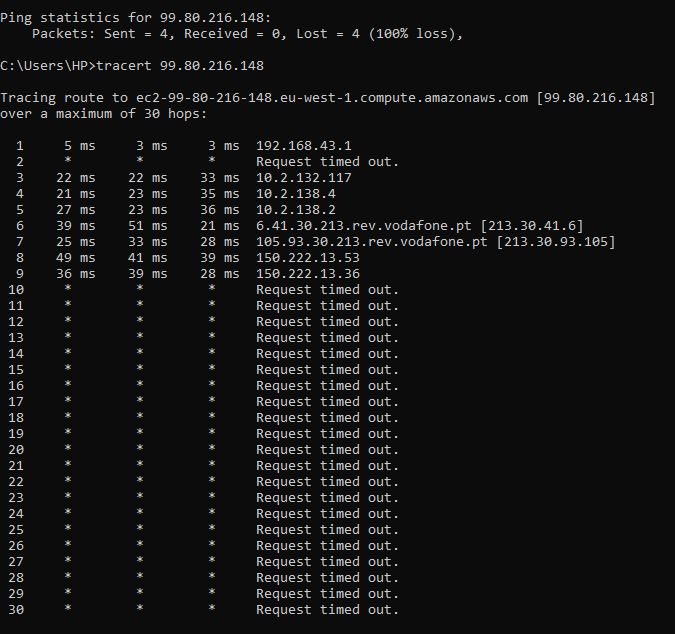 Ping statistics for 99.80.216.148:
    Packets: Sent = 4, Received = 0, Lost = 4 (100% loss),
C:\Users\HP>tracert 99.80.216.148
Tracing route to ec2-99-80-216-148.eu-west-1.compute.amazonaws.com [99.80.216.148]
over a maximum of 30 hops:
  1     5 ms     3 ms     3 ms  192.168.43.1
  2     *        *        *     Request timed out.
  3    22 ms    22 ms    33 ms  10.2.132.117
  4    21 ms    23 ms    35 ms  10.2.138.4
  5    27 ms    23 ms    36 ms  10.2.138.2
  6    39 ms    51 ms    21 ms  6.41.30.213.rev.vodafone.pt [213.30.41.6]
  7    25 ms    33 ms    28 ms  105.93.30.213.rev.vodafone.pt [213.30.93.105]
  8    49 ms    41 ms    39 ms  150.222.13.53
  9    36 ms    39 ms    28 ms  150.222.13.36
 10     *        *        *     Request timed out.
 11     *        *        *     Request timed out.
 12     *        *        *     Request timed out.
 13     *        *        *     Request timed out.
 14     *        *        *     Request timed out.
 15     *        *        *     Request timed out.
 16     *        *        *     Request timed out.
 17     *        *        *     Request timed out.
 18     *        *        *     Request timed out.
 19     *        *        *     Request timed out.
 20     *        *        *     Request timed out.
 21     *        *        *     Request timed out.
 22     *        *        *     Request timed out.
 23     *        *        *     Request timed out.
 24     *        *        *     Request timed out.
 25     *        *        *     Request timed out.
 26     *        *        *     Request timed out.
 27     *        *        *     Request timed out.
 28     *        *        *     Request timed out.
 29     *        *        *     Request timed out.
 30     *        *        *     Request timed out.